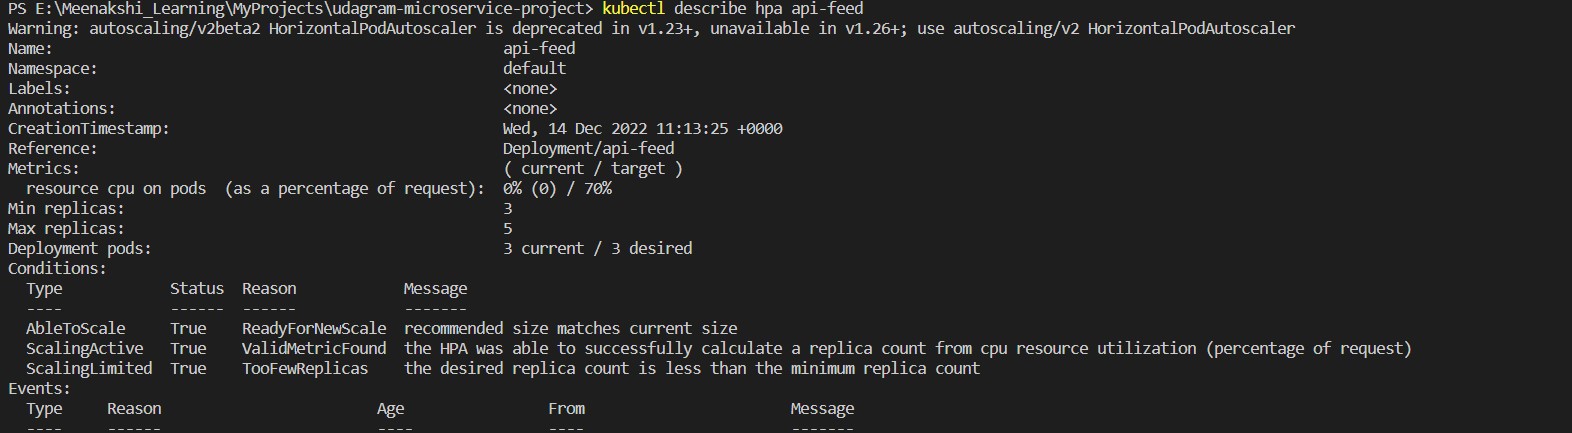 PS E:\Meenakshi_Learning\MyProjects\udagram-microservice-project> kubectl describe hpa api-feed
Warning: autoscaling/v2beta2 HorizontalPodAutoscaler is deprecated in v1.23+, unavailable in v1.26+; use autoscaling/v2 HorizontalPodAutoscaler
Name: api-feed
Namespace: default
Labels: <none>
Annotations: <none>
CreationTimestamp: Wed, 14 Dec 2022 11:13:25 +0000
Reference: Deployment/api-feed
Metrics: ( current / target )
  resource cpu on pods  (as a percentage of request): 0% (0) / 70%
Min replicas: 3
Max replicas: 5
Deployment pods: 3 current / 3 desired
Conditions:
  Type            Status  Reason            Message
  ----            ------  ------            -------
  AbleToScale     True    ReadyForNewScale  recommended size matches current size
  ScalingActive   True    ValidMetricFound  the HPA was able to successfully calculate a replica count from cpu resource utilization (percentage of request)
  ScalingLimited  True    TooFewReplicas    the desired replica count is less than the minimum replica count
Events:
  Type     Reason                        Age                From                       Message
  ----     ------                        ----               ----                       -------